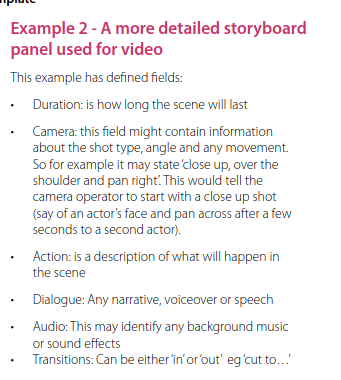 Example 2 - A more detailed storyboard
panel used for video
This example has defined fields:
• Duration: is how long the scene will last
• Camera: this field might contain information
about the shot type, angle and any movement.
So for example it may state ‘close up, over the
shoulder and pan right’. This would tell the
camera operator to start with a close up shot
(say of an actor’s face and pan across after a few
seconds to a second actor).
• Action: is a description of what will happen in
the scene
• Dialogue: Any narrative, voiceover or speech
• Audio: This may identify any background music
or sound effects
• Transitions: Can be either ‘in’ or ‘out’ eg ‘cut to…’